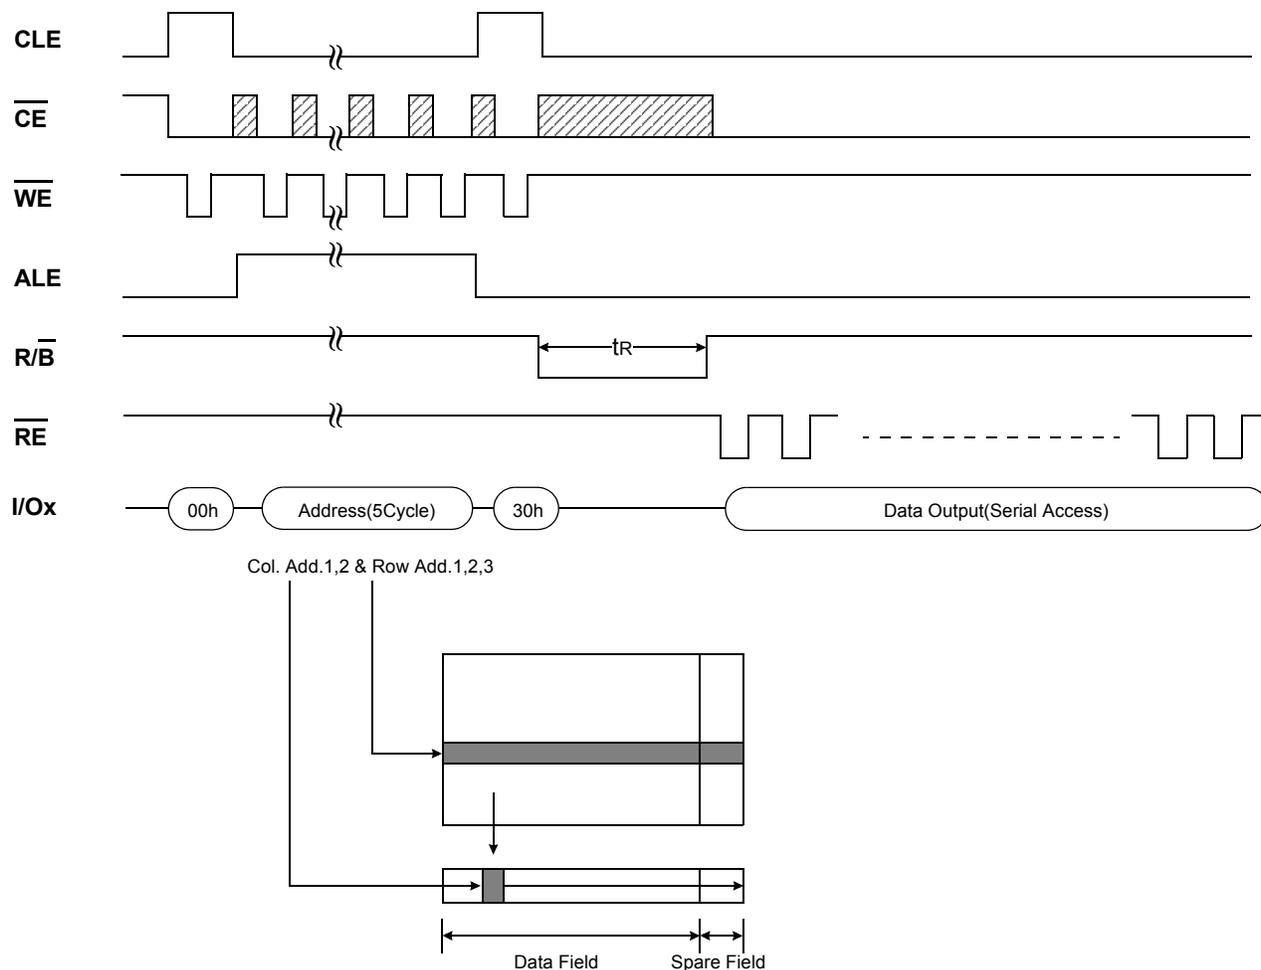 CLE
CE
WE
ALE
R/B
tR
RE
I/Ox
00h
Address(5Cycle)
30h
Data Output(Serial Access)
Col. Add.1,2 & Row Add.1,2,3
Data Field
Spare Field